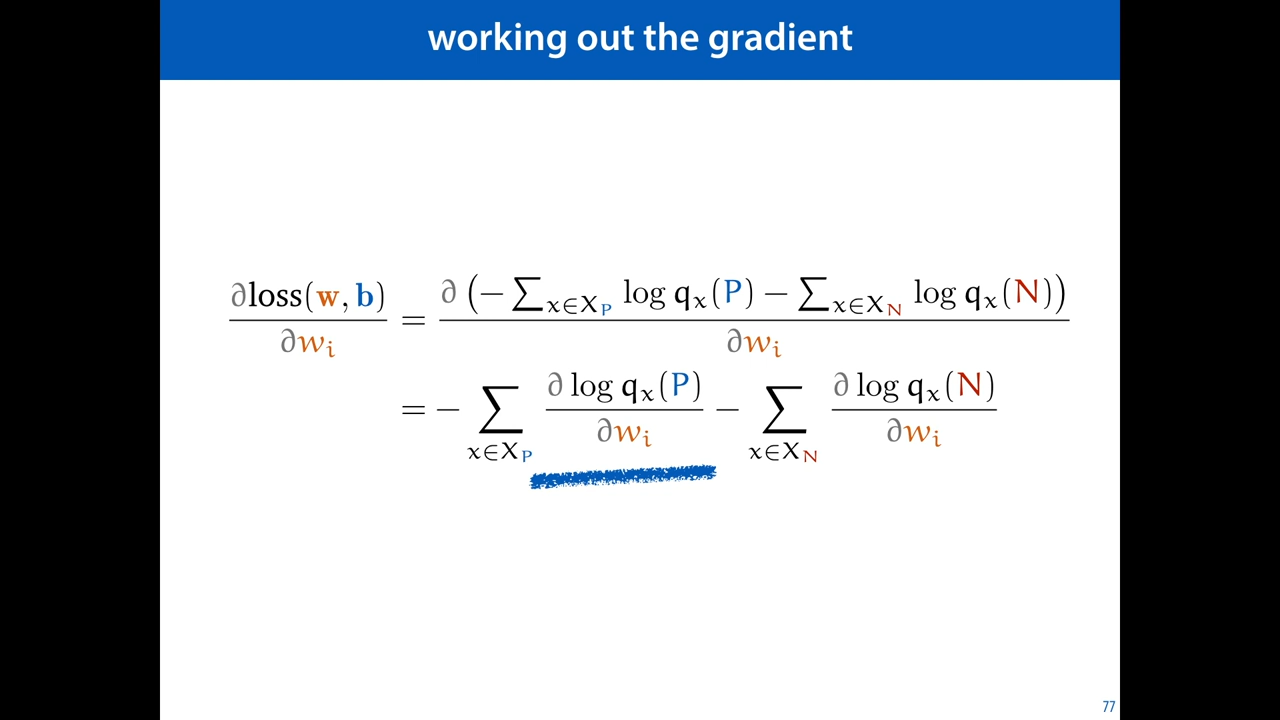 working out the gradient
∂loss(w, b) / ∂wᵢ = ∂ (− ∑_{x∈X_P} log qₓ(P) − ∑_{x∈X_N} log qₓ(N)) / ∂wᵢ
= − ∑_{x∈X_P} ∂ log qₓ(P) / ∂wᵢ − ∑_{x∈X_N} ∂ log qₓ(N) / ∂wᵢ
77